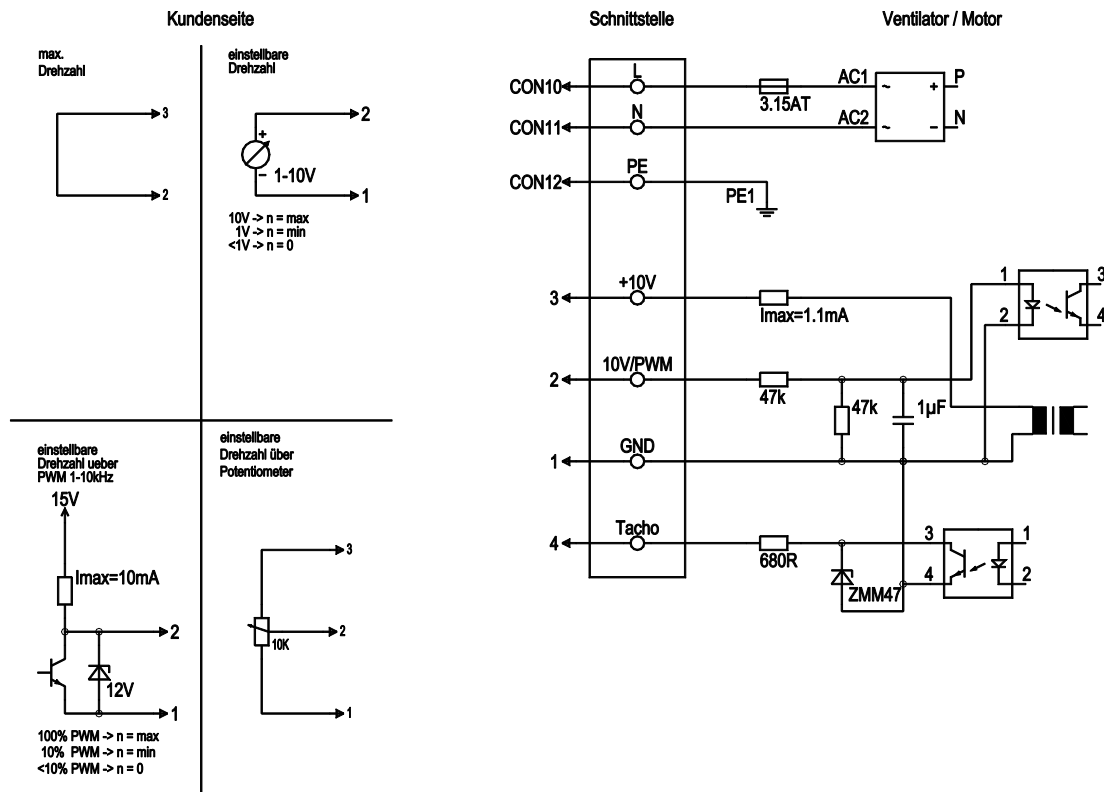 Kundenseite
Schnittstelle
Ventilator / Motor
max.
Drehzahl
3
2
einstellbare
Drehzahl
2
+
− 1-10V
1
10V -> n = max
1V -> n = min
<1V -> n = 0
einstellbare
Drehzahl ueber
PWM 1-10kHz
15V
Imax=10mA
2
12V
1
100% PWM -> n = max
10% PWM -> n = min
<10% PWM -> n = 0
einstellbare
Drehzahl über
Potentiometer
3
2
10K
1
CON10 L 3.15AT AC1 ~ + P
CON11 N AC2 ~ − N
CON12 PE PE1
3 +10V Imax=1.1mA
1 3
2 4
2 10V/PWM 47k 47k 1µF
1 GND
4 Tacho 680R 3 1
ZMM47 4 2